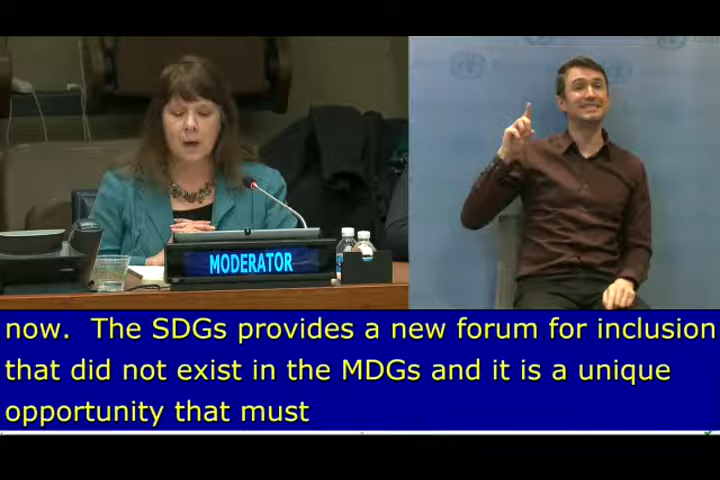 MODERATOR
now.  The SDGs provides a new forum for inclusion
that did not exist in the MDGs and it is a unique
opportunity that must